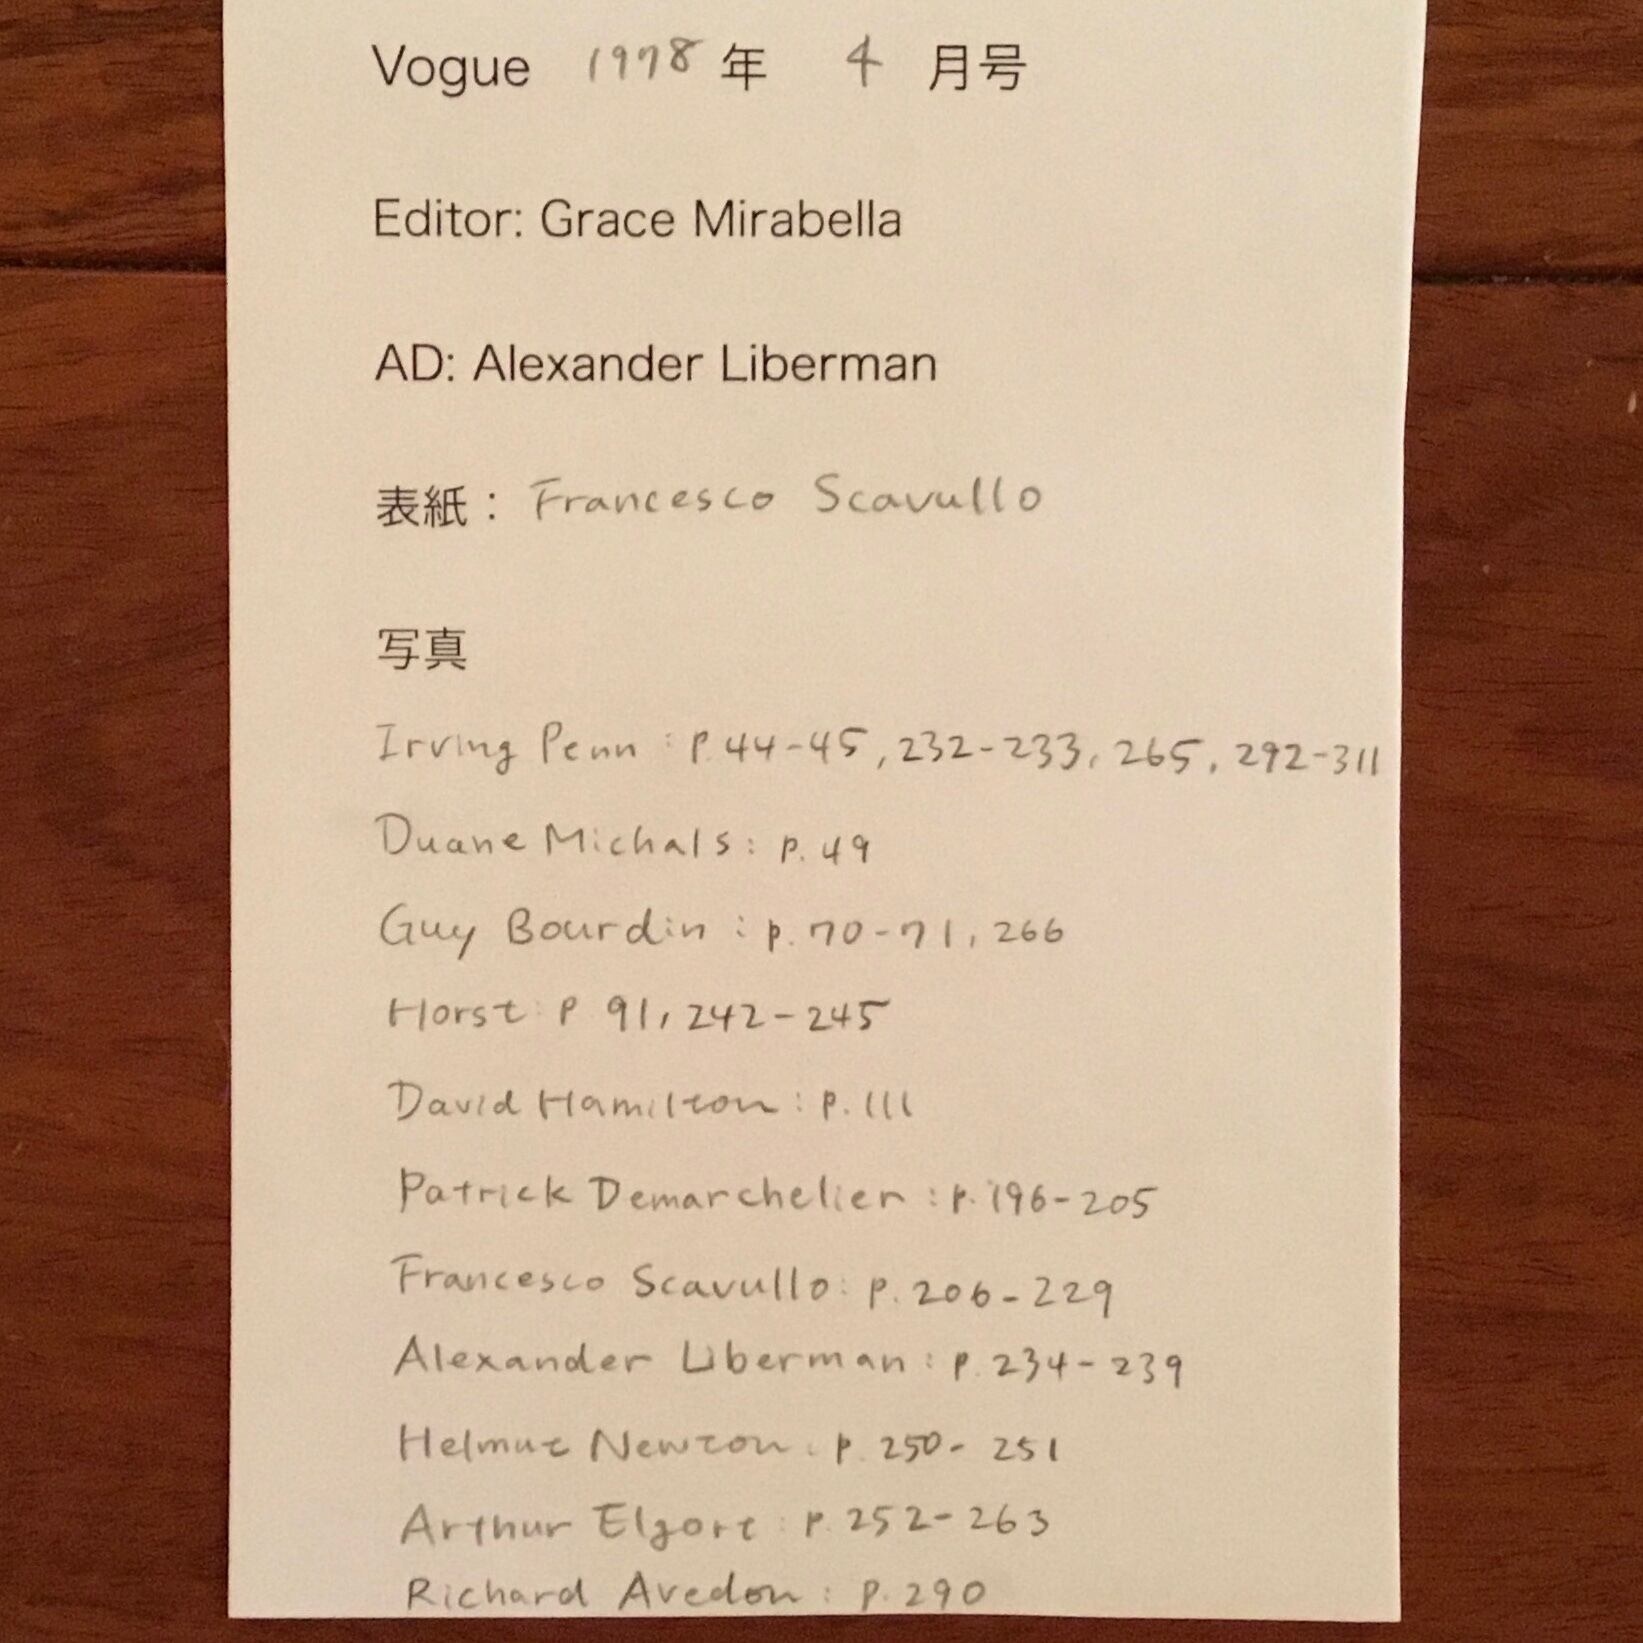 Vogue 1978 年 4 月号
Editor: Grace Mirabella
AD: Alexander Liberman
表紙： Francesco Scavullo
写真
Irving Penn : P.44-45, 232-233, 265, 292-311
Duane Michals : p. 49
Guy Bourdin : p. 70-71, 266
Horst : P 91, 242-245
David Hamilton : P. 111
Patrick Demarchelier : p. 196-205
Francesco Scavullo : p. 206-229
Alexander Liberman : p. 234-239
Helmut Newton : p. 250-251
Arthur Elgort : p. 252-263
Richard Avedon : p. 290